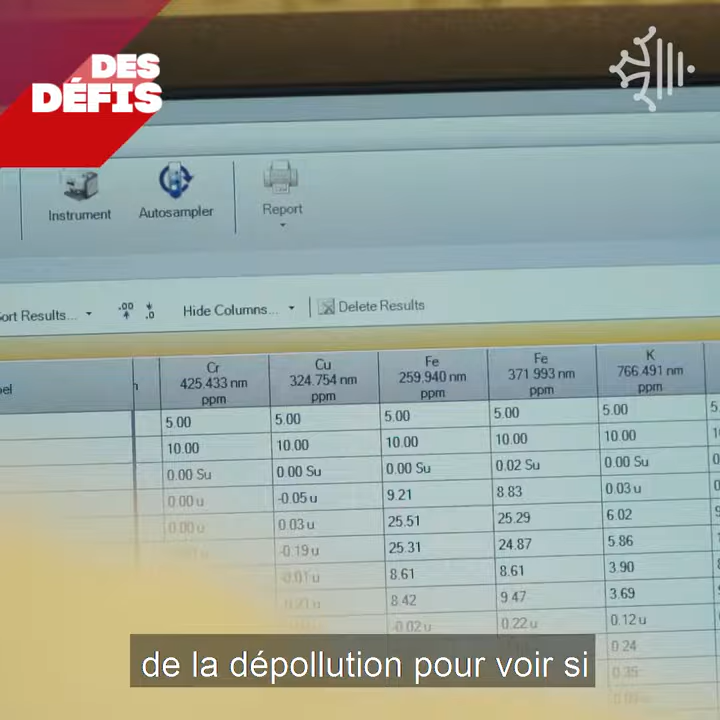 DES
DÉFIS
Instrument Autosampler Report
ort Results... .00 .0 Hide Columns... Delete Results
Cr Cu Fe Fe K
425.433 nm 324.754 nm 259.940 nm 371.993 nm 766.491 nm
ppm ppm ppm ppm ppm
5.00 5.00 5.00 5.00 5.00
10.00 10.00 10.00 10.00 10.00
0.00 Su 0.00 Su 0.00 Su 0.02 Su 0.00 Su
0.00 u -0.05 u 9.21 8.83 0.03 u
0.00 u 0.03 u 25.51 25.29 6.02
-0.19 u 25.31 24.87 5.86
-0.01 u 8.61 8.61 3.90
8.42 9.47 3.69
-0.02 u 0.22 u 0.12 u
0.24
de la dépollution pour voir si